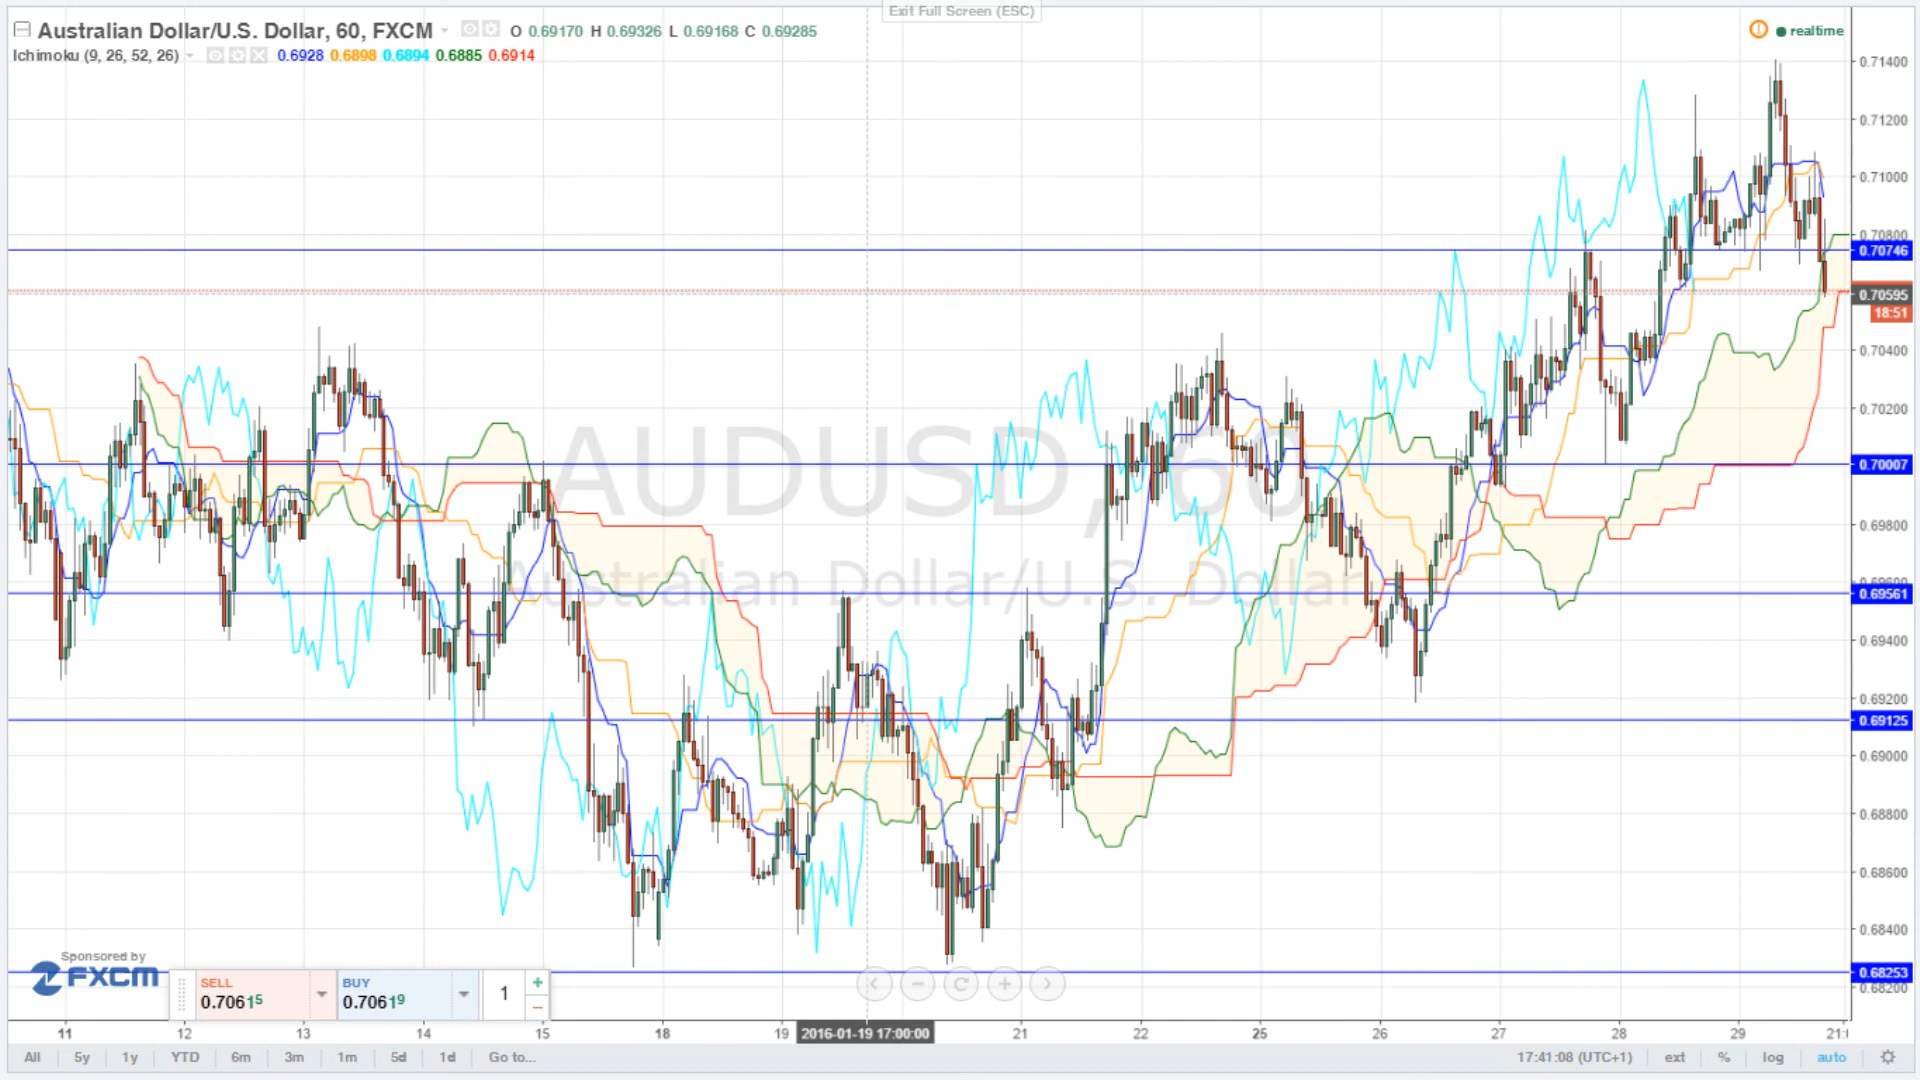 Exit Full Screen (ESC)
Australian Dollar/U.S. Dollar, 60, FXCM O 0.69170 H 0.69326 L 0.69168 C 0.69285
realtime
Ichimoku (9, 26, 52, 26) 0.6928 0.6898 0.6894 0.6885 0.6914
0.71400
0.71200
0.71000
0.70800
0.70746
0.70595
18:51
0.70400
0.70200
AUDUSD, 60
0.70007
0.69800
Australian Dollar/U.S. Dollar
0.69600
0.69561
0.69400
0.69200
0.69125
0.69000
0.68800
0.68600
0.68400
Sponsored by
FXCM
0.68253
0.68200
SELL
0.70615
BUY
0.70619
1
+
−
11 12 13 14 15 18 19 2016-01-19 17:00:00 21 22 25 26 27 28 29 21:
All 5y 1y YTD 6m 3m 1m 5d 1d Go to... 17:41:08 (UTC+1) ext % log auto